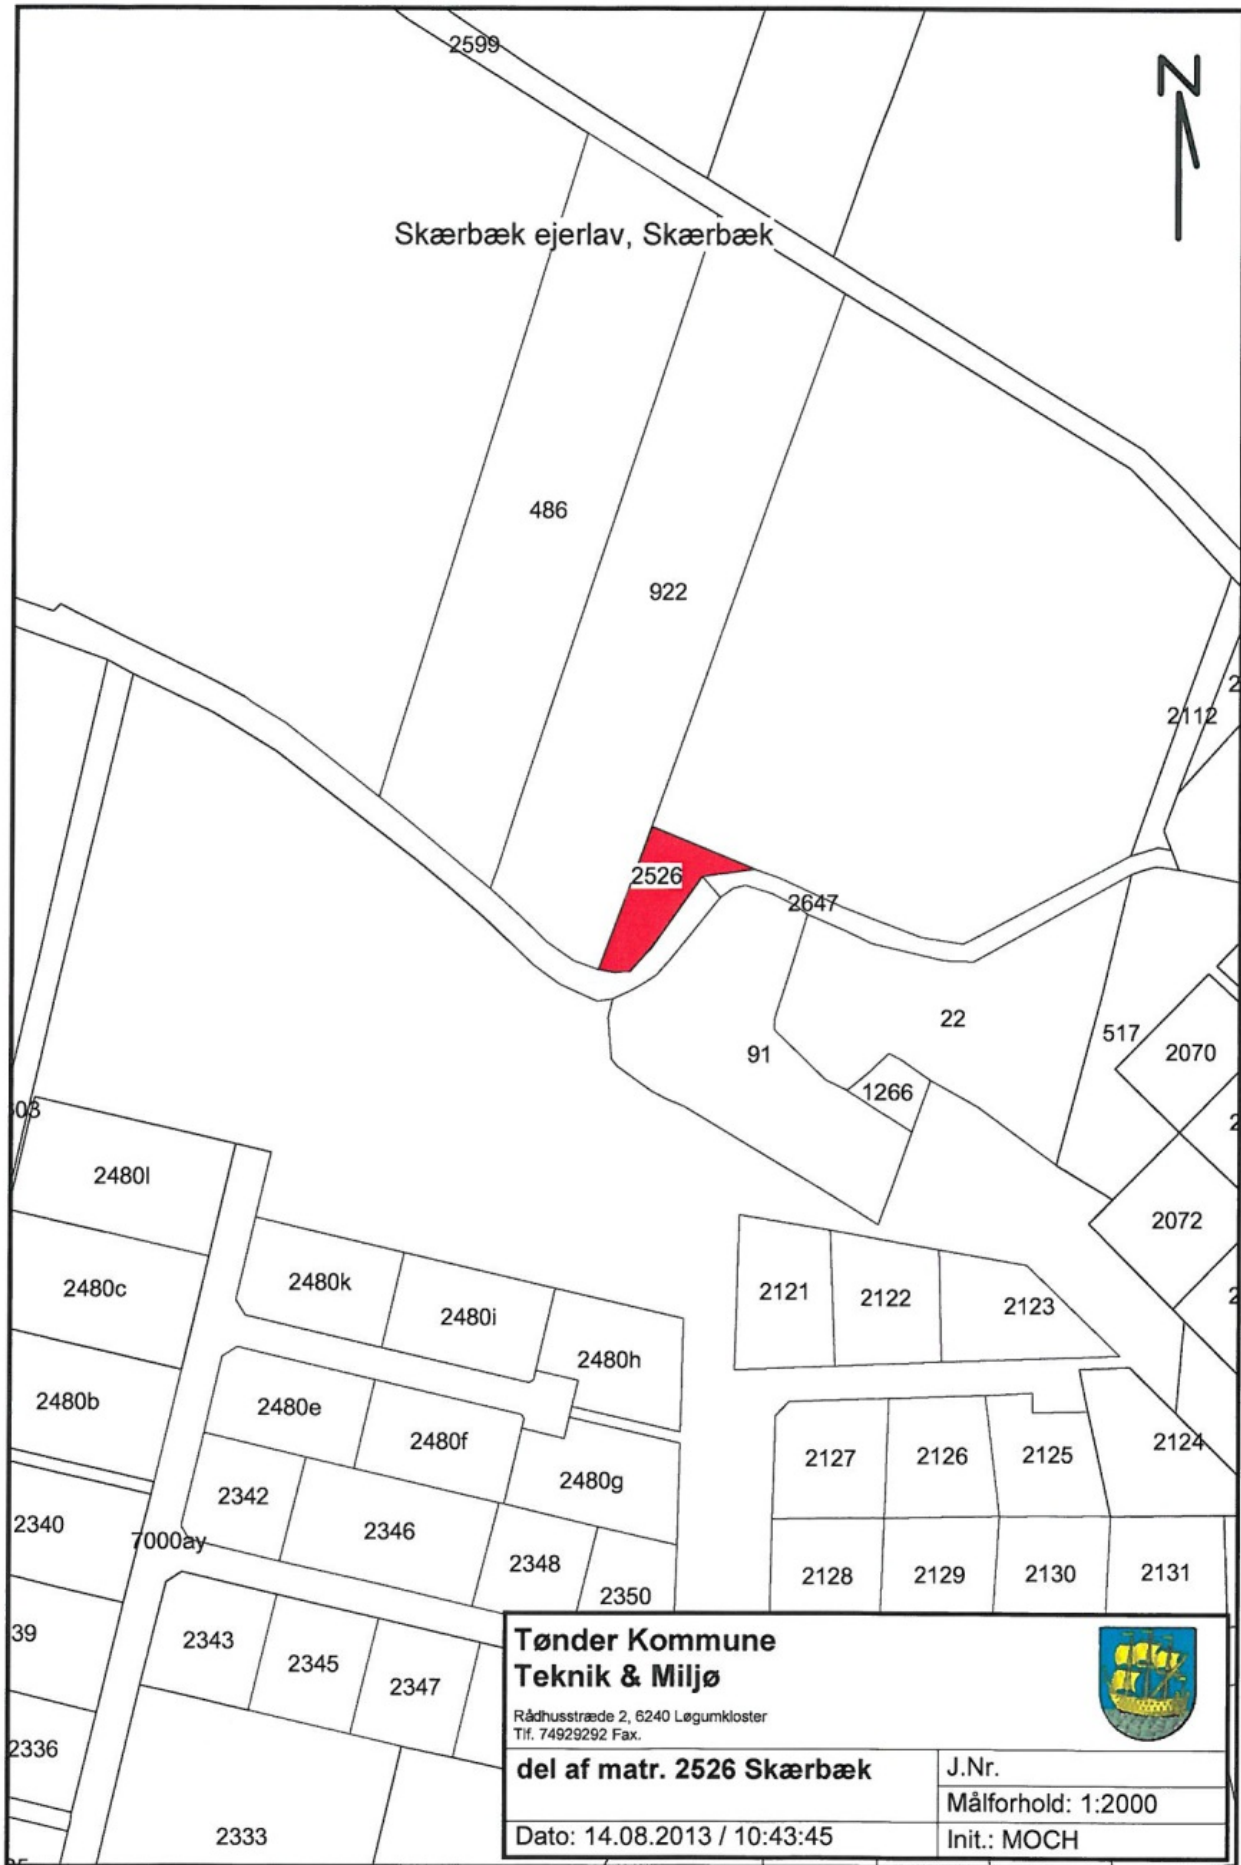 2599
N
Skærbæk ejerlav, Skærbæk
486
922
2112
2526
2647
22
517
2070
91
1266
2480l
2072
2480c
2480k
2480i
2121
2122
2123
2480h
2480b
2480e
2480f
2480g
2127
2126
2125
2124
2340
2342
2346
2348
2350
7000ay
2128
2129
2130
2131
39
2343
2345
2347
2336
2333
Tønder Kommune
Teknik & Miljø
Rådhusstræde 2, 6240 Løgumkloster
Tlf. 74929292 Fax.
del af matr. 2526 Skærbæk
J.Nr.
Målforhold: 1:2000
Dato: 14.08.2013 / 10:43:45
Init.: MOCH